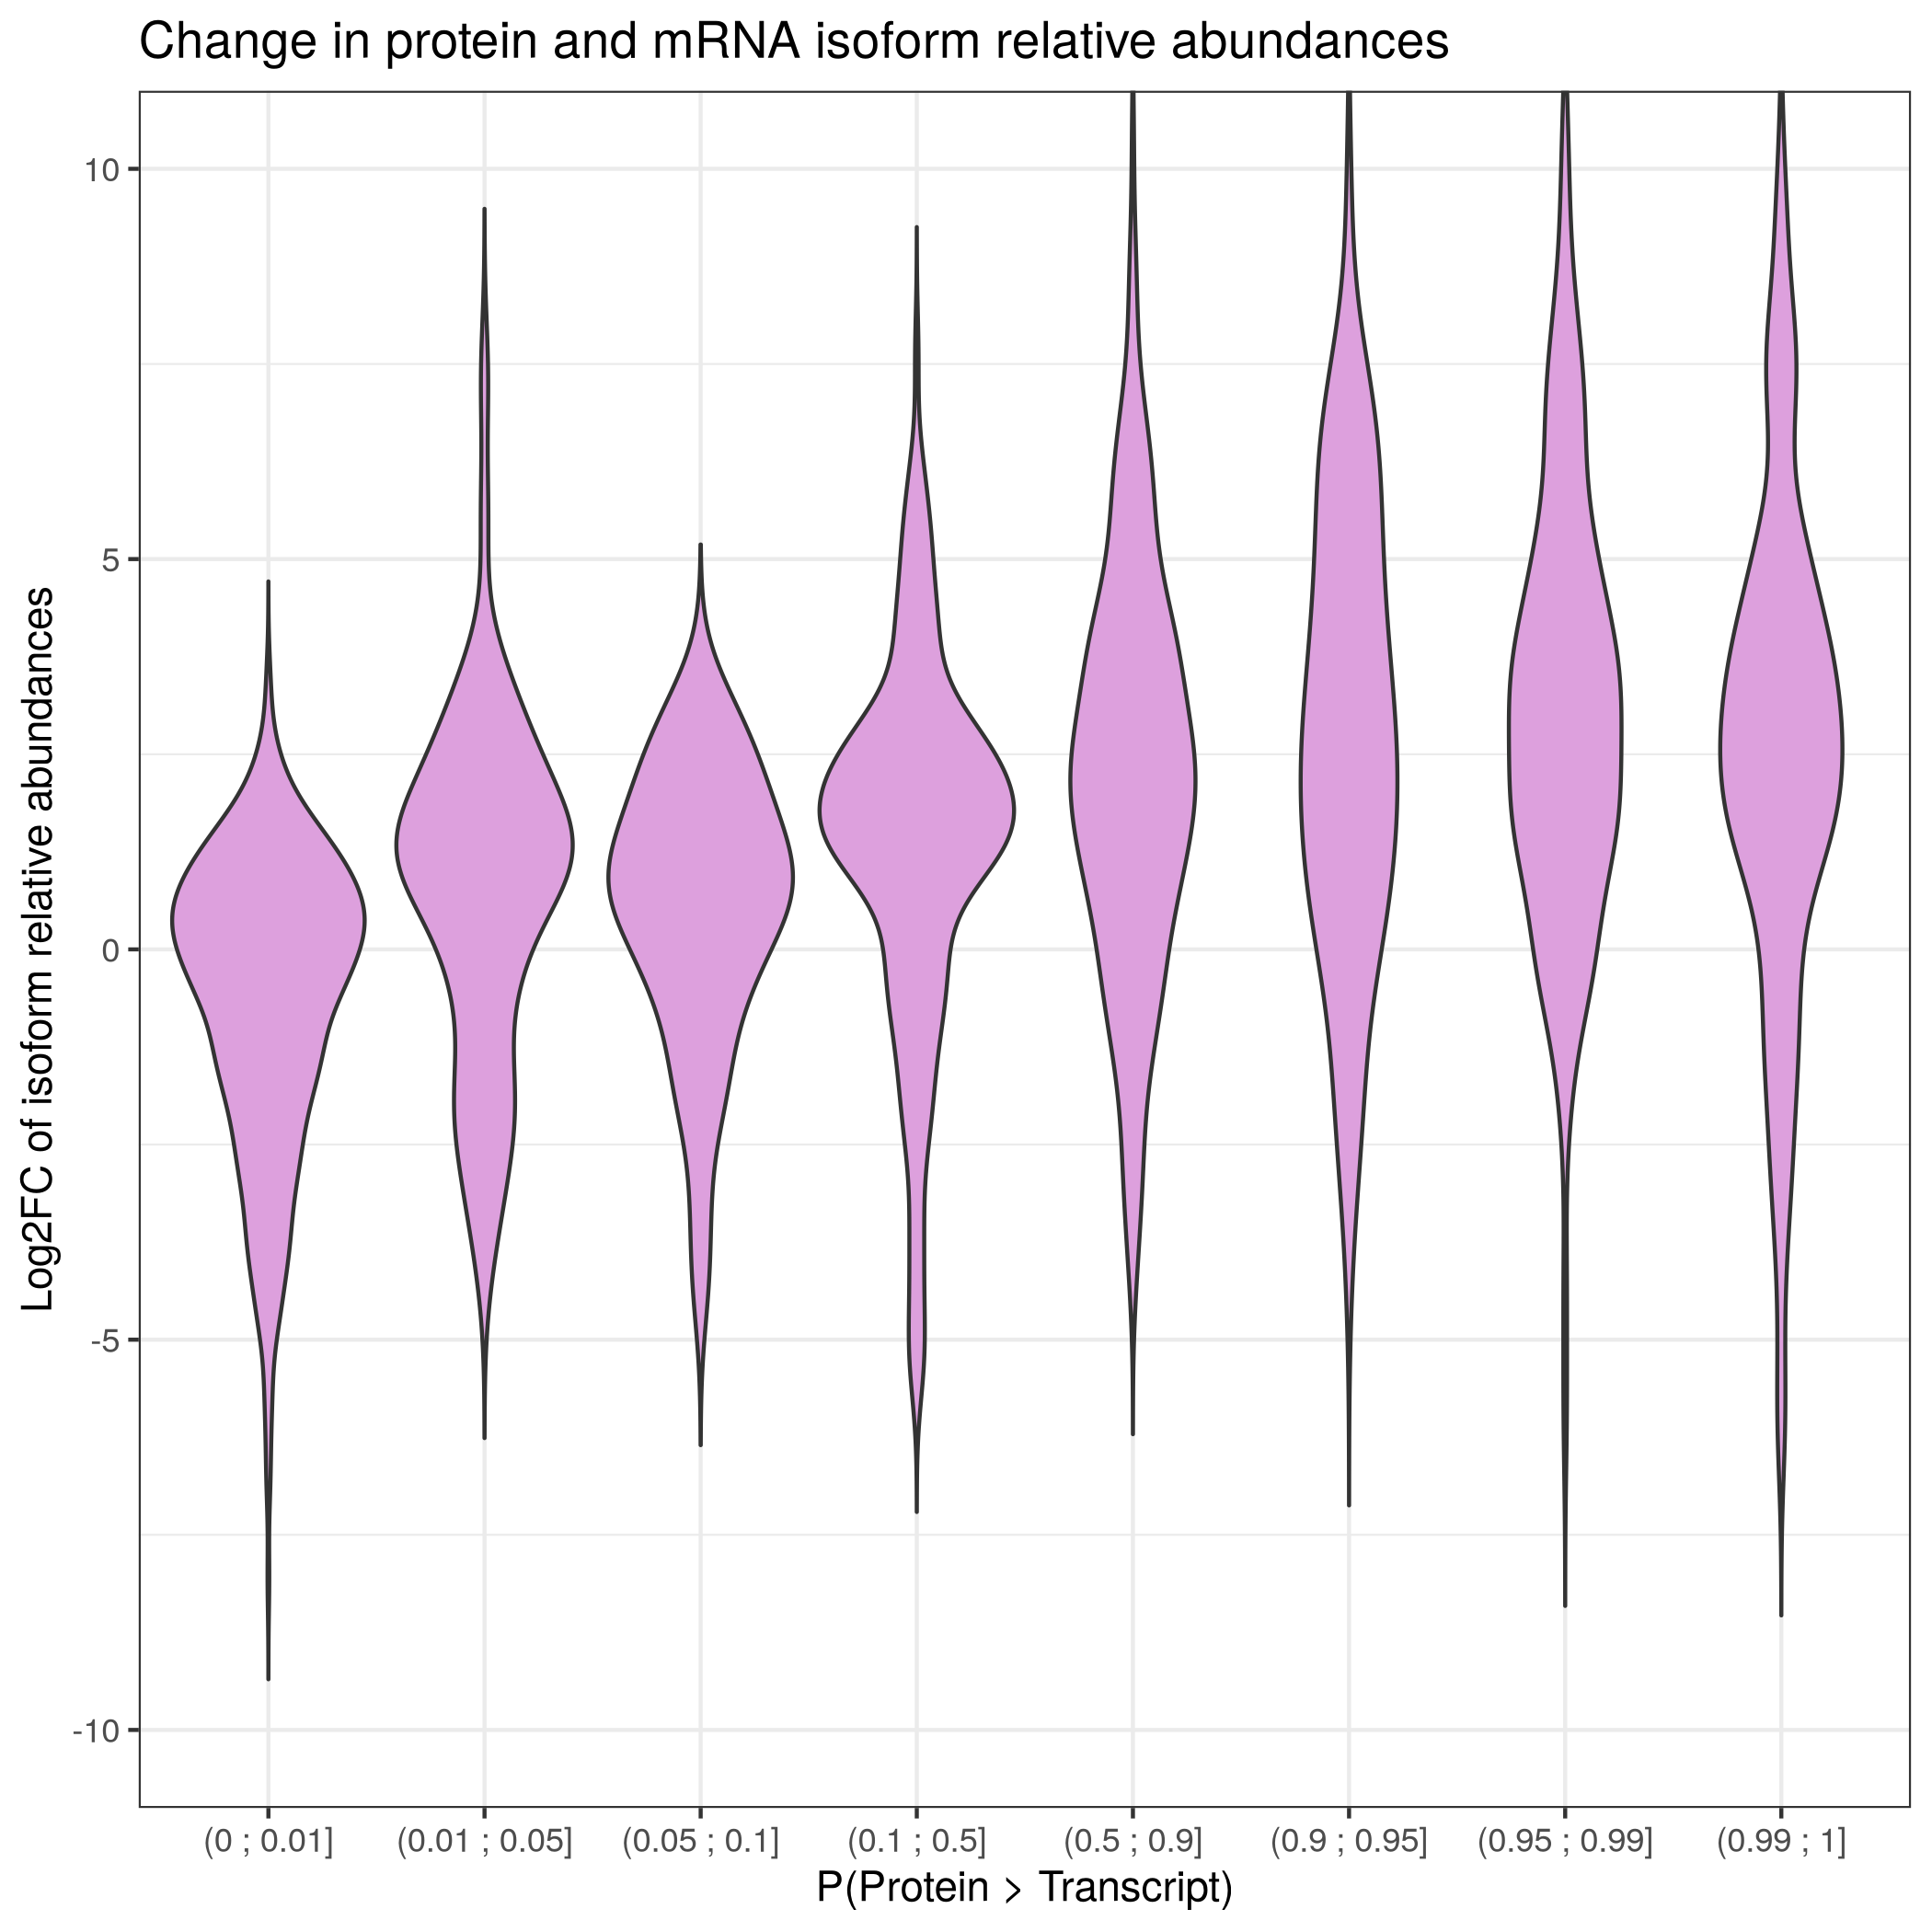 Change in protein and mRNA isoform relative abundances
Log2FC of isoform relative abundances
10
5
0
-5
-10
(0 ; 0.01]
(0.01 ; 0.05]
(0.05 ; 0.1]
(0.1 ; 0.5]
(0.5 ; 0.9]
(0.9 ; 0.95]
(0.95 ; 0.99]
(0.99 ; 1]
P(Protein > Transcript)